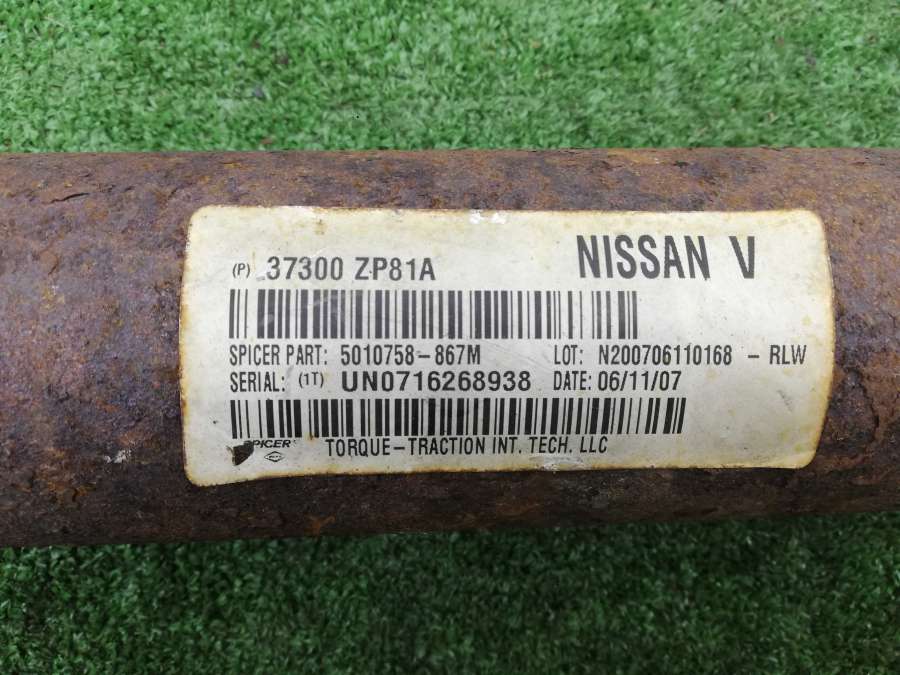 NISSAN V
(P) 37300 ZP81A
SPICER PART: 5010758-867M LOT: N200706110168 - RLW
SERIAL: (1T) UN0716268938 DATE: 06/11/07
SPICER TORQUE-TRACTION INT. TECH. LLC